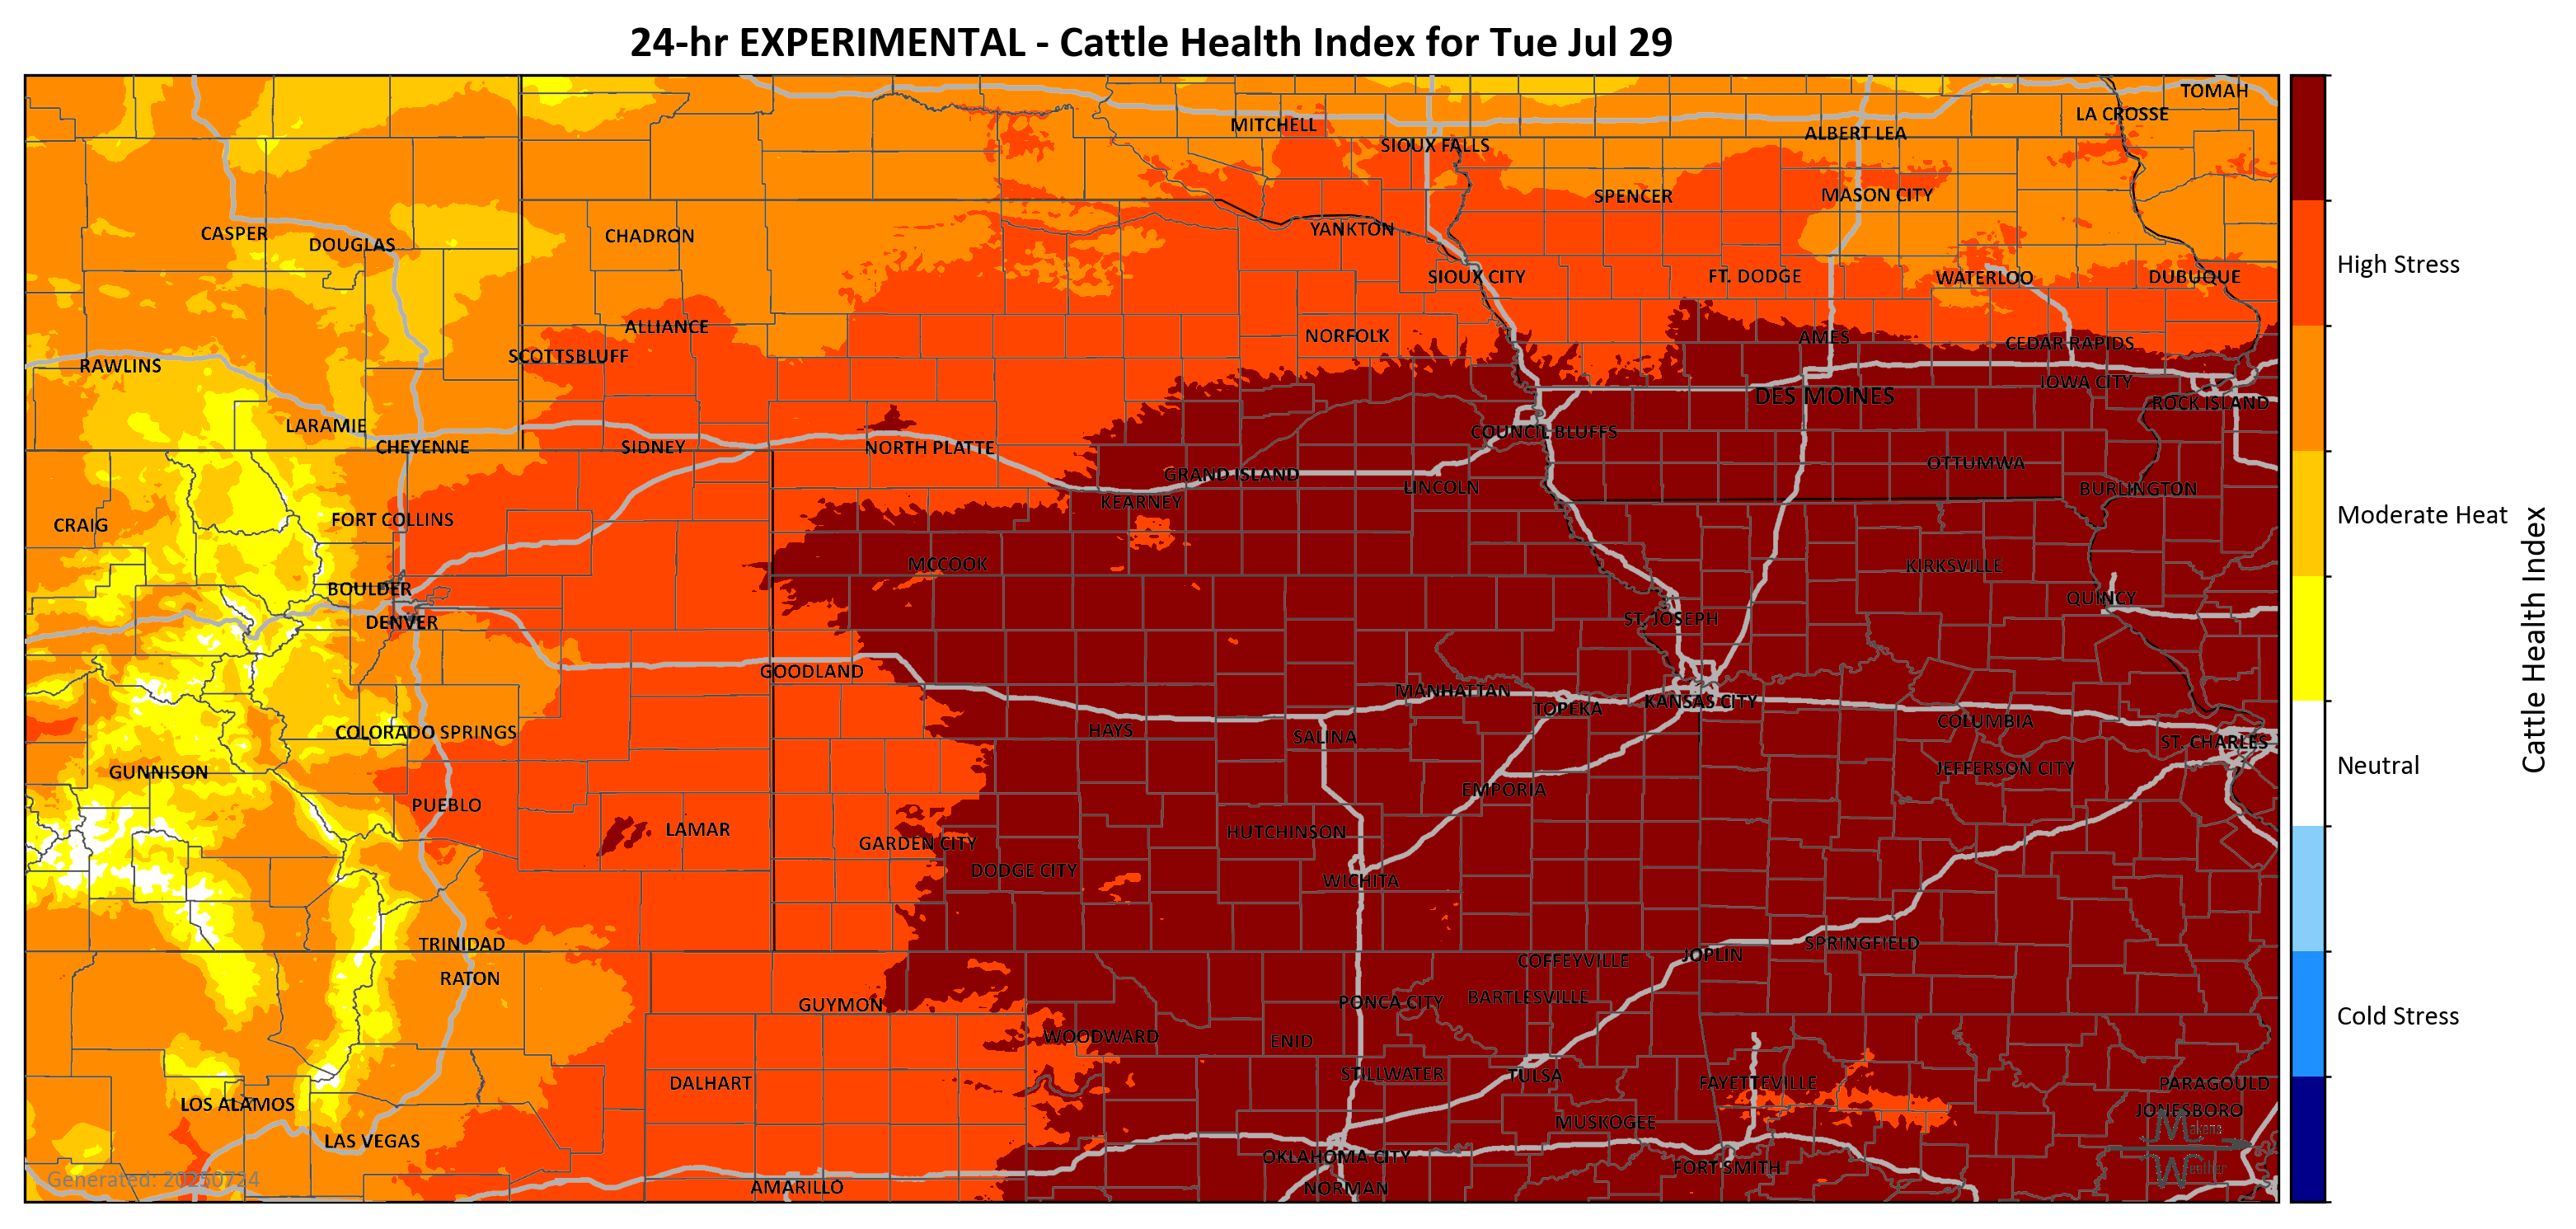 24-hr EXPERIMENTAL - Cattle Health Index for Tue Jul 29
TOMAH
LA CROSSE
MITCHELL
ALBERT LEA
SIOUX FALLS
SPENCER
MASON CITY
CASPER
DOUGLAS
CHADRON
YANKTON
SIOUX CITY
FT. DODGE
WATERLOO
DUBUQUE
High Stress
ALLIANCE
NORFOLK
AMES
CEDAR RAPIDS
SCOTTSBLUFF
RAWLINS
IOWA CITY
DES MOINES
ROCK ISLAND
LARAMIE
CHEYENNE
SIDNEY
NORTH PLATTE
COUNCIL BLUFFS
GRAND ISLAND
LINCOLN
OTTUMWA
BURLINGTON
KEARNEY
CRAIG
FORT COLLINS
Moderate Heat
MCCOOK
KIRKSVILLE
BOULDER
QUINCY
DENVER
ST. JOSEPH
Cattle Health Index
GOODLAND
MANHATTAN
TOPEKA
KANSAS CITY
COLORADO SPRINGS
HAYS
SALINA
COLUMBIA
ST. CHARLES
GUNNISON
JEFFERSON CITY
Neutral
PUEBLO
EMPORIA
LAMAR
GARDEN CITY
HUTCHINSON
DODGE CITY
WICHITA
TRINIDAD
SPRINGFIELD
JOPLIN
COFFEYVILLE
RATON
GUYMON
PONCA CITY
BARTLESVILLE
Cold Stress
WOODWARD
ENID
DALHART
STILLWATER
TULSA
FAYETTEVILLE
PARAGOULD
LOS ALAMOS
JONESBORO
MUSKOGEE
LAS VEGAS
Makens
Weather
OKLAHOMA CITY
FORT SMITH
Generated: 20250724
AMARILLO
NORMAN